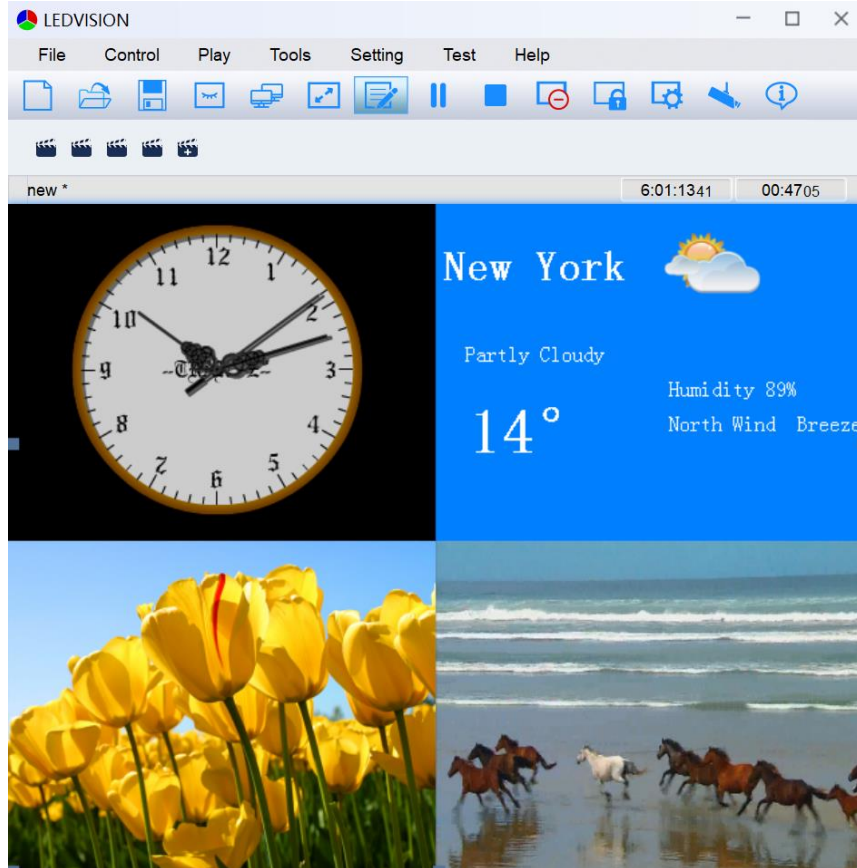 LEDVISION
File Control Play Tools Setting Test Help
new * 6:01:1341 00:4705
12
11 1
10 2
9 3
8 4
7 5
6
New York
Partly Cloudy
Humidity 89%
14°
North Wind Breeze